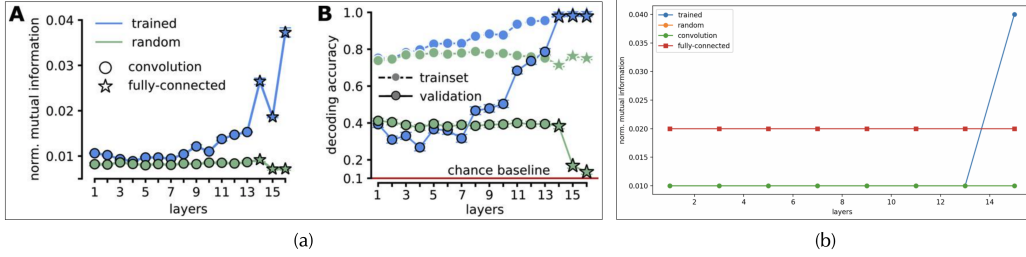 A
norm. mutual information
0.04
0.03
0.02
0.01
trained
random
convolution
fully-connected
1 3 5 7 9 11 13 15
layers
B
decoding accuracy
1.0
0.8
0.6
0.4
0.2
0.1
trainset
validation
chance baseline
1 3 5 7 9 11 13 15
layers
(a)
norm. mutual information
0.040
0.035
0.030
0.025
0.020
0.015
0.010
trained
random
convolution
fully-connected
2 4 6 8 10 12 14
layers
(b)